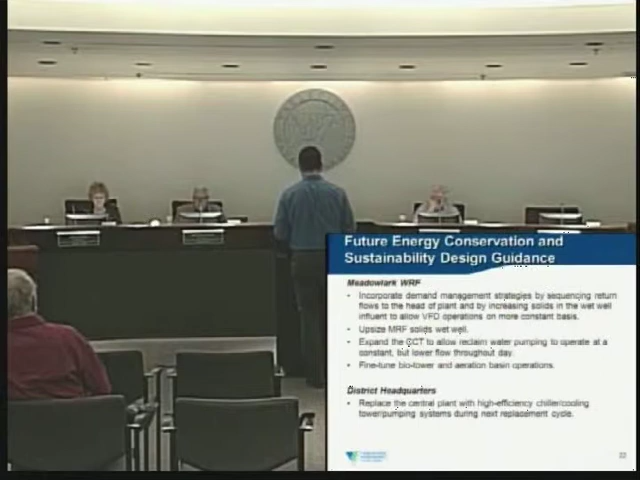 Future Energy Conservation and
Sustainability Design Guidance
Meadowlark WRF
• Incorporate demand management strategies by sequencing return
flows to the head of plant and by increasing solids in the wet well
influent to allow VFD operations on more constant basis.
• Upsize MRF solids wet well.
• Expand the CCT to allow reclaim water pumping to operate at a
constant, but lower flow throughout day.
• Fine-tune bio-tower and aeration basin operations.
District Headquarters
• Replace the central plant with high-efficiency chiller/cooling
tower/pumping systems during next replacement cycle.